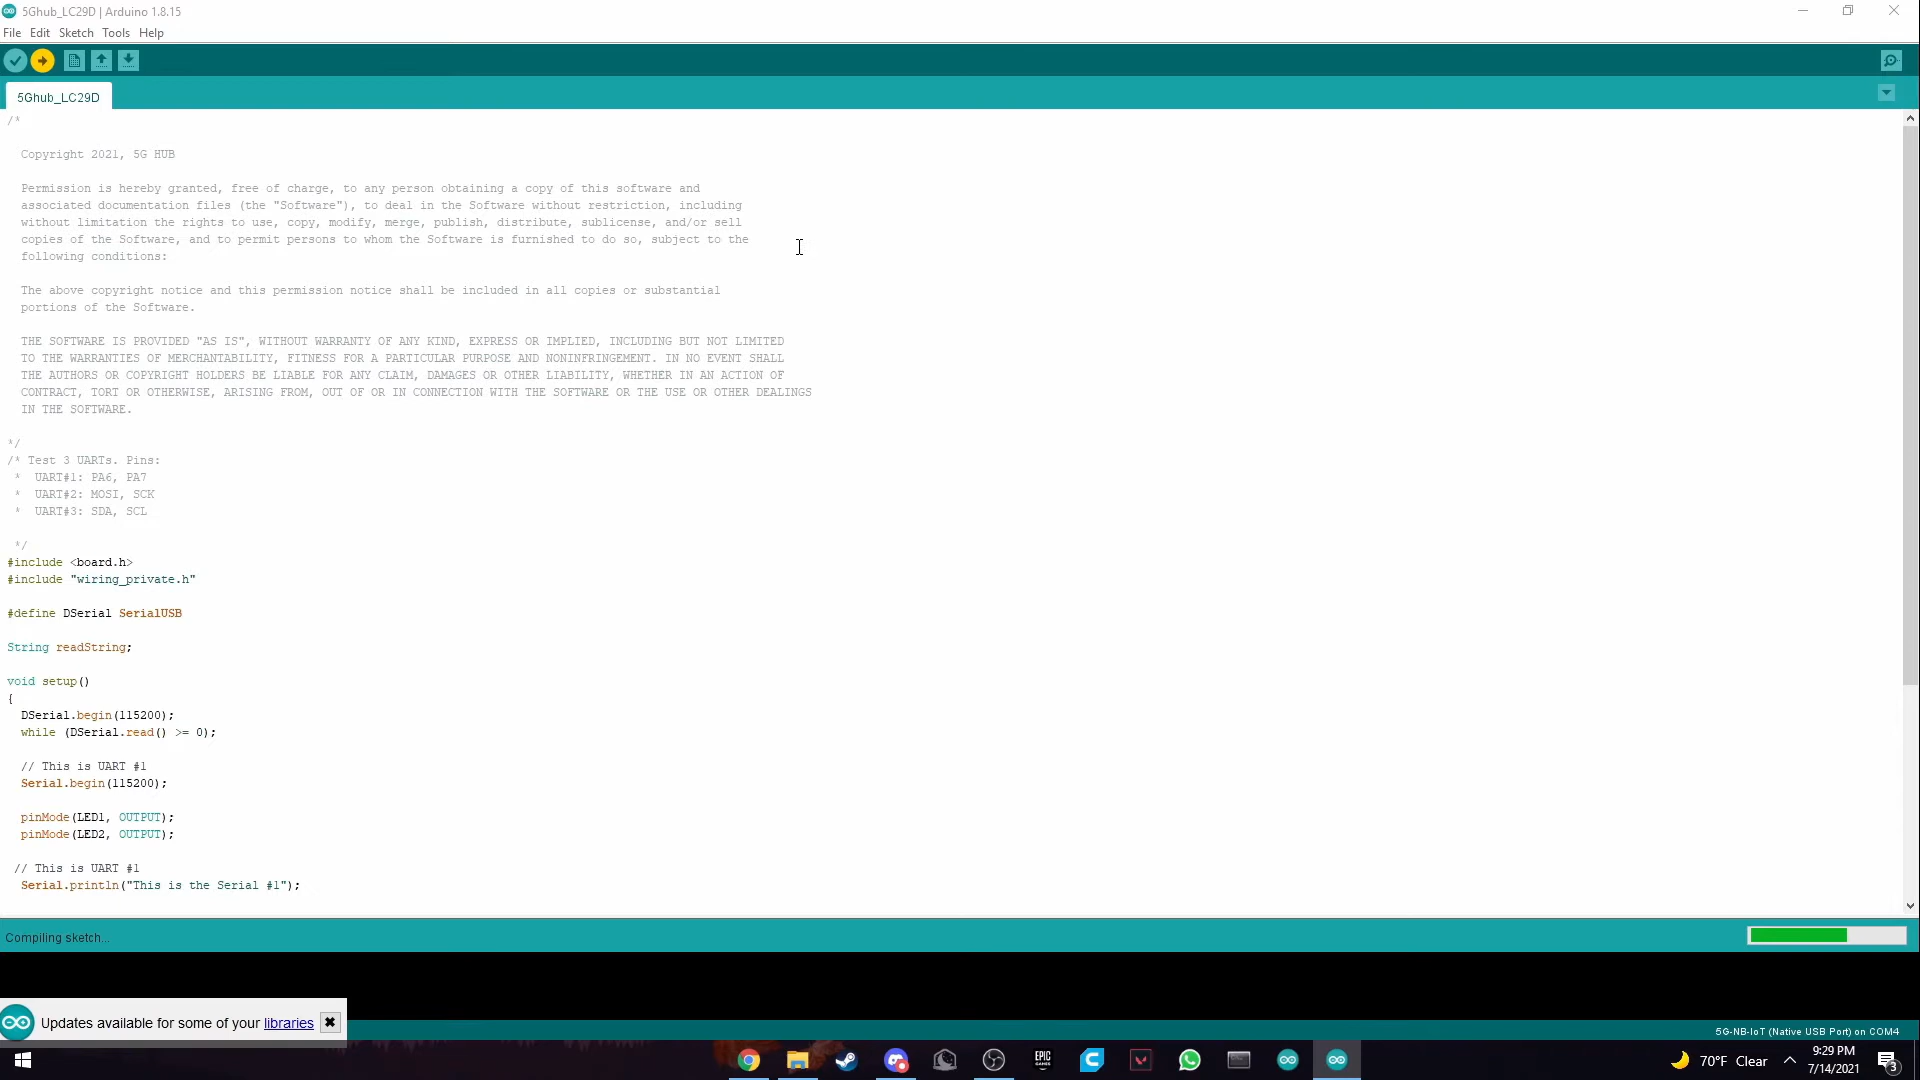 5Ghub_LC29D | Arduino 1.8.15
File Edit Sketch Tools Help
5Ghub_LC29D
/*
Copyright 2021, 5G HUB
Permission is hereby granted, free of charge, to any person obtaining a copy of this software and
associated documentation files (the "Software"), to deal in the Software without restriction, including
without limitation the rights to use, copy, modify, merge, publish, distribute, sublicense, and/or sell
copies of the Software, and to permit persons to whom the Software is furnished to do so, subject to the
following conditions:
The above copyright notice and this permission notice shall be included in all copies or substantial
portions of the Software.
THE SOFTWARE IS PROVIDED "AS IS", WITHOUT WARRANTY OF ANY KIND, EXPRESS OR IMPLIED, INCLUDING BUT NOT LIMITED
TO THE WARRANTIES OF MERCHANTABILITY, FITNESS FOR A PARTICULAR PURPOSE AND NONINFRINGEMENT. IN NO EVENT SHALL
THE AUTHORS OR COPYRIGHT HOLDERS BE LIABLE FOR ANY CLAIM, DAMAGES OR OTHER LIABILITY, WHETHER IN AN ACTION OF
CONTRACT, TORT OR OTHERWISE, ARISING FROM, OUT OF OR IN CONNECTION WITH THE SOFTWARE OR THE USE OR OTHER DEALINGS
IN THE SOFTWARE.
*/
/* Test 3 UARTs. Pins:
* UART#1: PA6, PA7
* UART#2: MOSI, SCK
* UART#3: SDA, SCL
*/
#include <board.h>
#include "wiring_private.h"
#define DSerial SerialUSB
String readString;
void setup()
{
DSerial.begin(115200);
while (DSerial.read() >= 0);
// This is UART #1
Serial.begin(115200);
pinMode(LED1, OUTPUT);
pinMode(LED2, OUTPUT);
// This is UART #1
Serial.println("This is the Serial #1");
Compiling sketch...
Updates available for some of your libraries
5G-NB-IoT (Native USB Port) on COM4
EPIC GAMES
70°F Clear
9:29 PM
7/14/2021
3